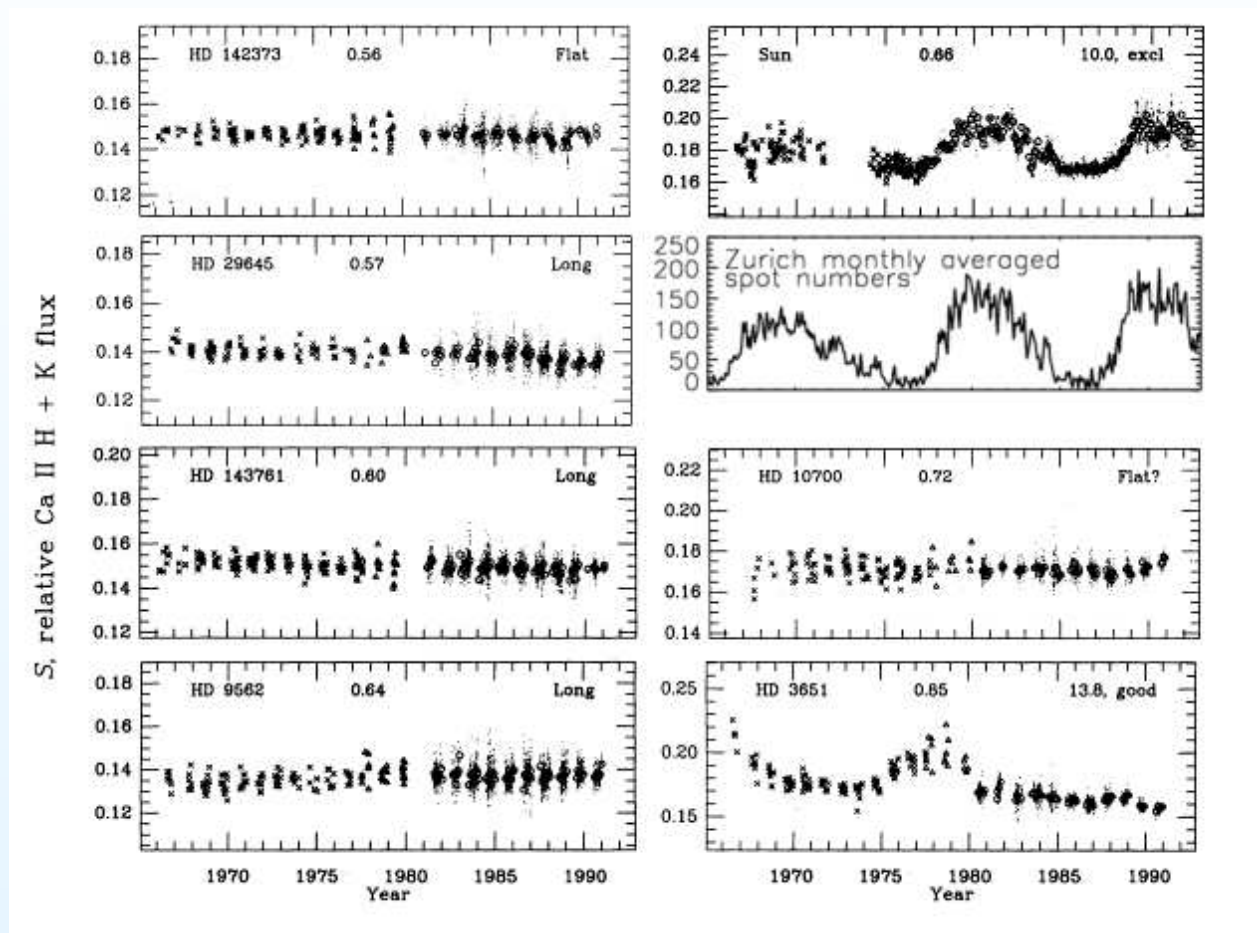 S, relative Ca II H + K flux
HD 142373 0.56 Flat
0.18
0.16
0.14
0.12
HD 29645 0.57 Long
0.18
0.16
0.14
0.12
HD 143761 0.60 Long
0.20
0.18
0.16
0.14
0.12
HD 9562 0.64 Long
0.18
0.16
0.14
0.12
1970 1975 1980 1985 1990
Year
Sun 0.66 10.0, excl
0.24
0.22
0.20
0.18
0.16
Zurich monthly averaged
spot numbers
250
200
150
100
50
0
HD 10700 0.72 Flat?
0.22
0.20
0.18
0.16
0.14
HD 3651 0.85 13.8, good
0.25
0.20
0.15
1970 1975 1980 1985 1990
Year